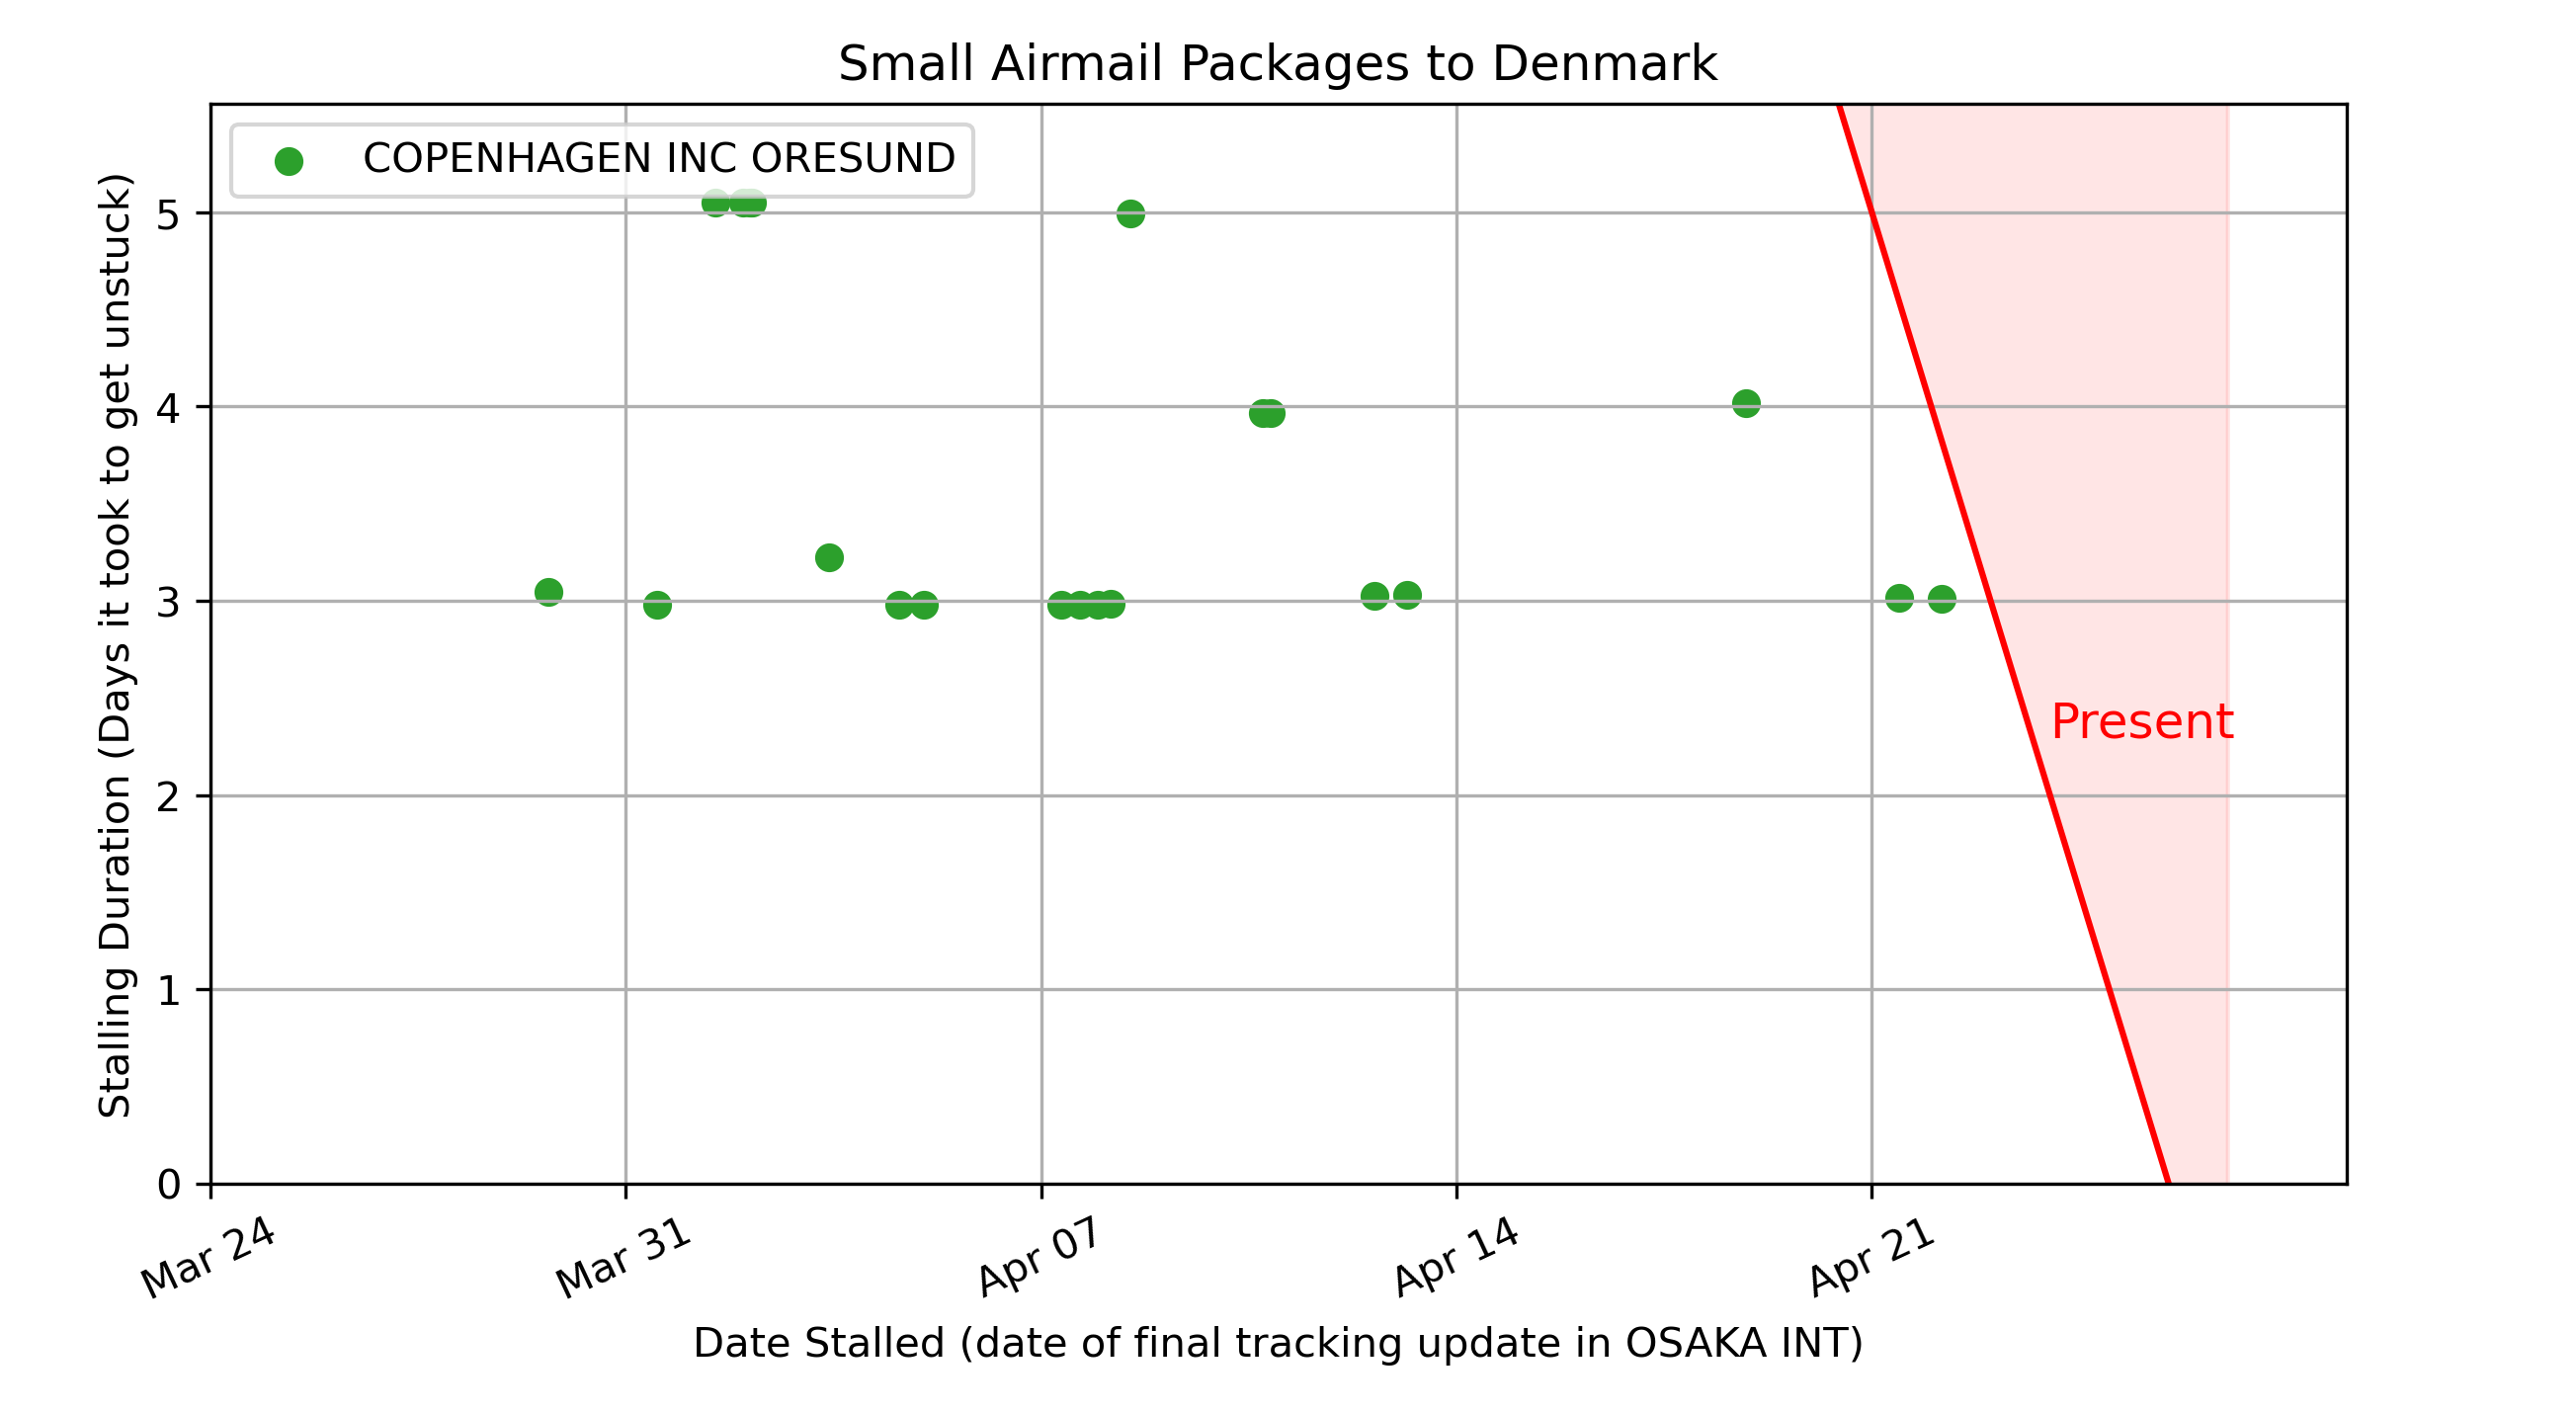 Small Airmail Packages to Denmark
COPENHAGEN INC ORESUND
Stalling Duration (Days it took to get unstuck)
5
4
3
2
1
0
Present
Mar 24
Mar 31
Apr 07
Apr 14
Apr 21
Date Stalled (date of final tracking update in OSAKA INT)